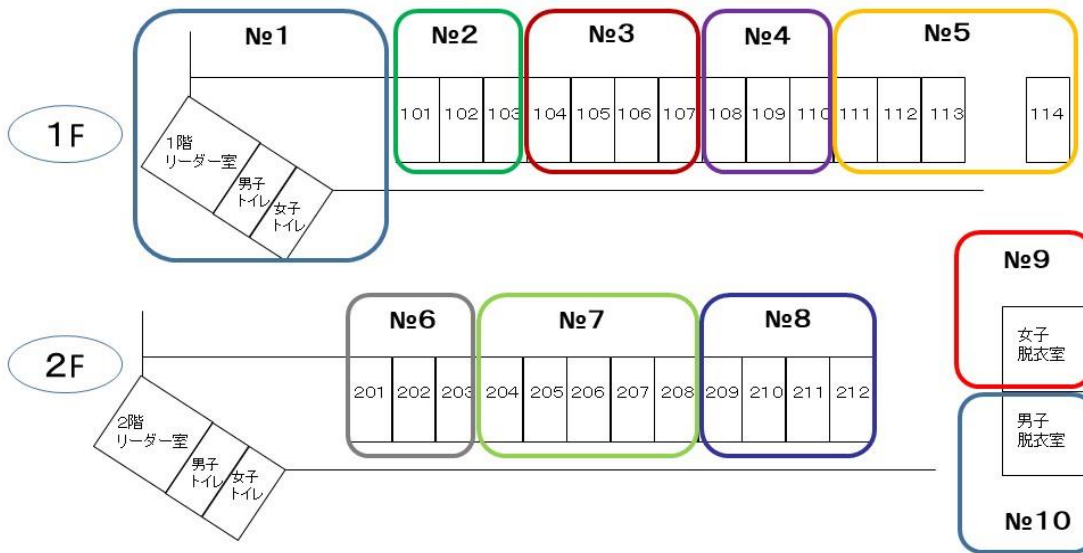 №1
№2
№3
№4
№5
1F
101
102
103
104
105
106
107
108
109
110
111
112
113
114
1階
リーダー室
男子
トイレ
女子
トイレ
№9
女子
脱衣室
№6
№7
№8
2F
201
202
203
204
205
206
207
208
209
210
211
212
2階
リーダー室
男子
トイレ
女子
トイレ
男子
脱衣室
№10